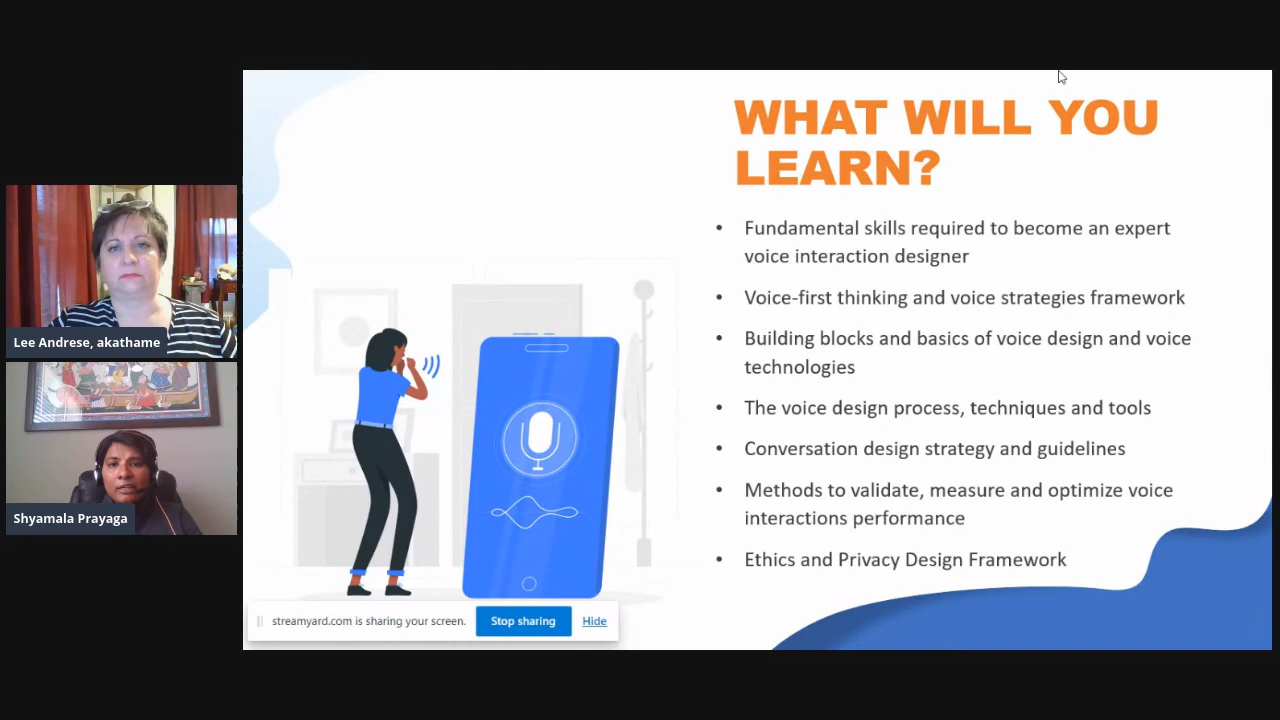 Lee Andrese, akathame
Shyamala Prayaga
WHAT WILL YOU
LEARN?
• Fundamental skills required to become an expert
voice interaction designer
• Voice-first thinking and voice strategies framework
• Building blocks and basics of voice design and voice
technologies
• The voice design process, techniques and tools
• Conversation design strategy and guidelines
• Methods to validate, measure and optimize voice
interactions performance
• Ethics and Privacy Design Framework
streamyard.com is sharing your screen. Stop sharing Hide